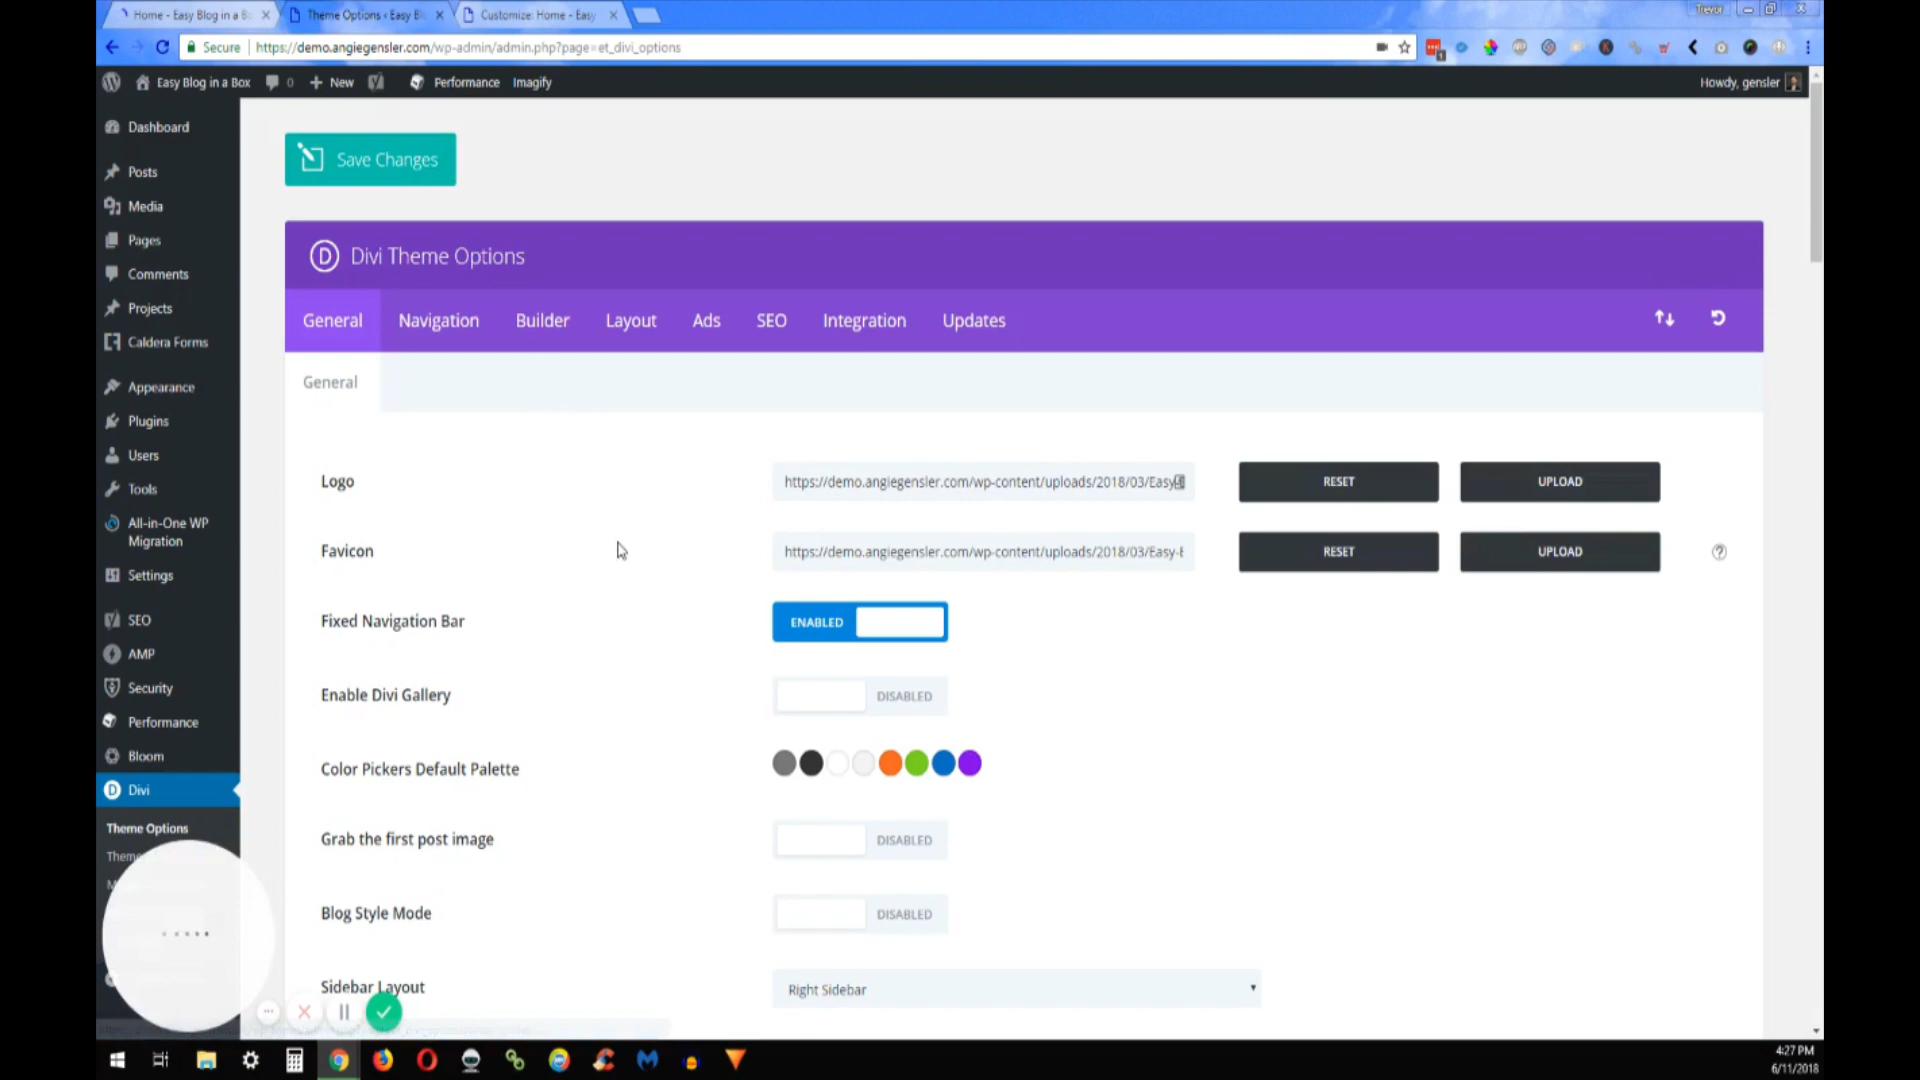 Home - Easy Blog in a B
Theme Options ‹ Easy B
Customize: Home - Easy
Trevor
Secure
https://demo.angiegensler.com/wp-admin/admin.php?page=et_divi_options
1
Easy Blog in a Box
0
New
Performance
Imagify
Howdy, gensler
Dashboard
Posts
Media
Pages
Comments
Projects
Caldera Forms
Appearance
Plugins
Users
Tools
All-in-One WP
Migration
Settings
SEO
AMP
Security
Performance
Bloom
Divi
Theme Options
Save Changes
Divi Theme Options
General
Navigation
Builder
Layout
Ads
SEO
Integration
Updates
General
Logo
https://demo.angiegensler.com/wp-content/uploads/2018/03/Easy
RESET
UPLOAD
Favicon
https://demo.angiegensler.com/wp-content/uploads/2018/03/Easy-
RESET
UPLOAD
?
Fixed Navigation Bar
ENABLED
Enable Divi Gallery
DISABLED
Color Pickers Default Palette
Grab the first post image
DISABLED
Blog Style Mode
DISABLED
Sidebar Layout
Right Sidebar
4:27 PM
6/11/2018